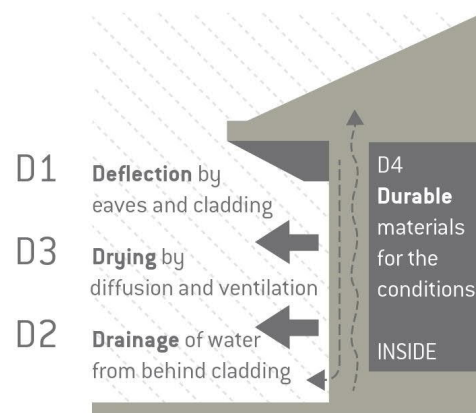 D1
Deflection by
eaves and cladding
D3
Drying by
diffusion and ventilation
D2
Drainage of water
from behind cladding
D4
Durable
materials
for the
conditions
INSIDE